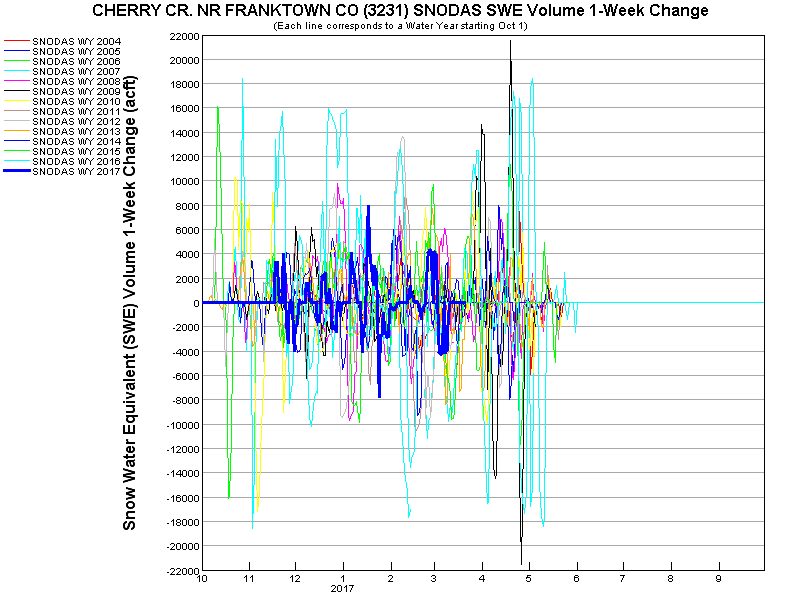 CHERRY CR. NR FRANKTOWN CO (3231) SNODAS SWE Volume 1-Week Change
(Each line corresponds to a Water Year starting Oct 1)
SNODAS WY 2004
SNODAS WY 2005
SNODAS WY 2006
SNODAS WY 2007
SNODAS WY 2008
SNODAS WY 2009
SNODAS WY 2010
SNODAS WY 2011
SNODAS WY 2012
SNODAS WY 2013
SNODAS WY 2014
SNODAS WY 2015
SNODAS WY 2016
SNODAS WY 2017
Snow Water Equivalent (SWE) Volume 1-Week Change (acft)
22000
20000
18000
16000
14000
12000
10000
8000
6000
4000
2000
0
-2000
-4000
-6000
-8000
-10000
-12000
-14000
-16000
-18000
-20000
-22000
10 11 12 1 2 3 4 5 6 7 8 9
2017